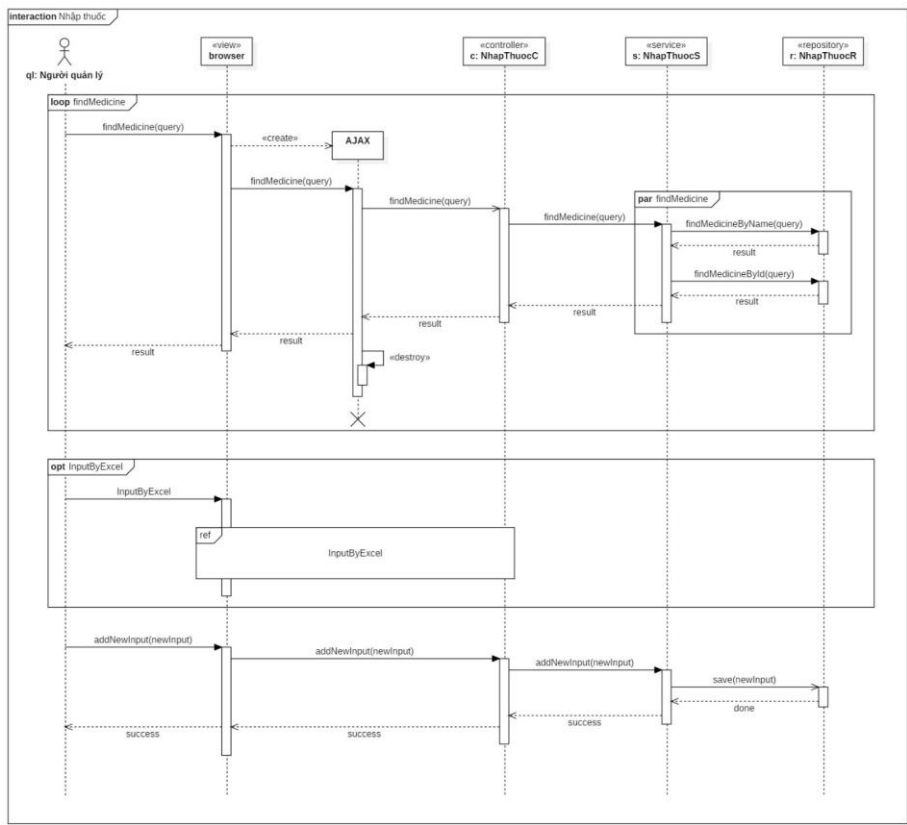 interaction Nhập thuốc
«view»
browser
«controller»
c: NhapThuocC
«service»
s: NhapThuocS
«repository»
r: NhapThuocR
ql: Người quản lý
loop findMedicine
findMedicine(query)
«create»
AJAX
findMedicine(query)
findMedicine(query)
findMedicine(query)
par findMedicine
findMedicineByName(query)
result
findMedicineById(query)
result
result
result
result
result
«destroy»
opt InputByExcel
InputByExcel
ref
InputByExcel
addNewInput(newInput)
addNewInput(newInput)
addNewInput(newInput)
save(newInput)
done
success
success
success